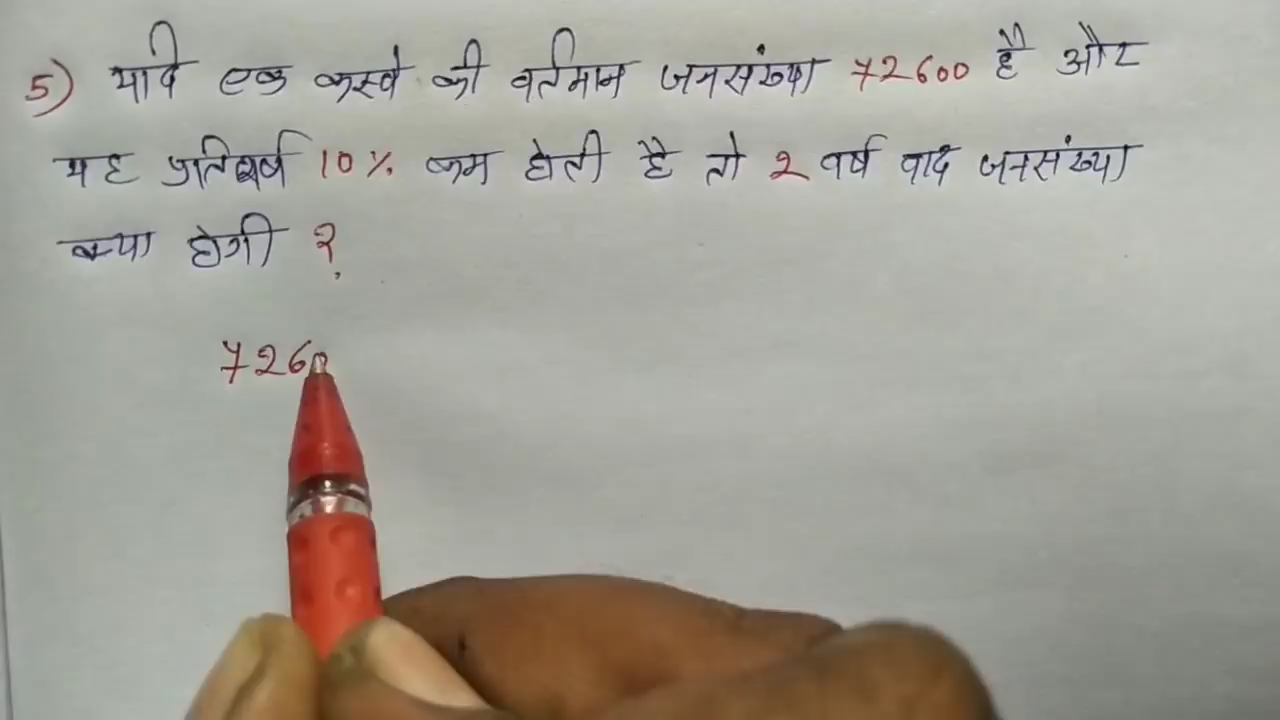 5) यदि एक कस्बे की वर्तमान जनसंख्या 72600 है और
यह प्रतिवर्ष 10% कम होती है तो 2 वर्ष बाद जनसंख्या
क्या होगी ?
7260